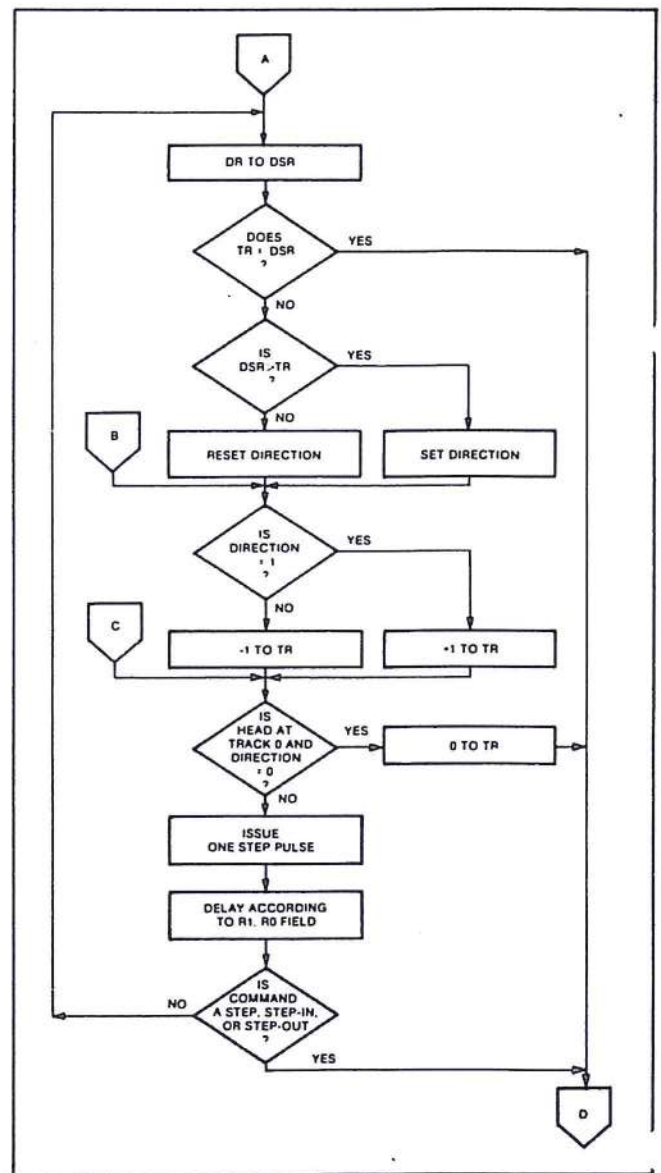 A
DR TO DSR
DOES
TR = DSR
?
YES
NO
IS
DSR>TR
?
YES
NO
B
RESET DIRECTION
SET DIRECTION
IS
DIRECTION
= 1
?
YES
NO
C
-1 TO TR
+1 TO TR
IS
HEAD AT
TRACK 0 AND
DIRECTION
= 0
?
YES
0 TO TR
NO
ISSUE
ONE STEP PULSE
DELAY ACCORDING
TO R1, R0 FIELD
IS
COMMAND
A STEP, STEP-IN,
OR STEP-OUT
?
NO
YES
D